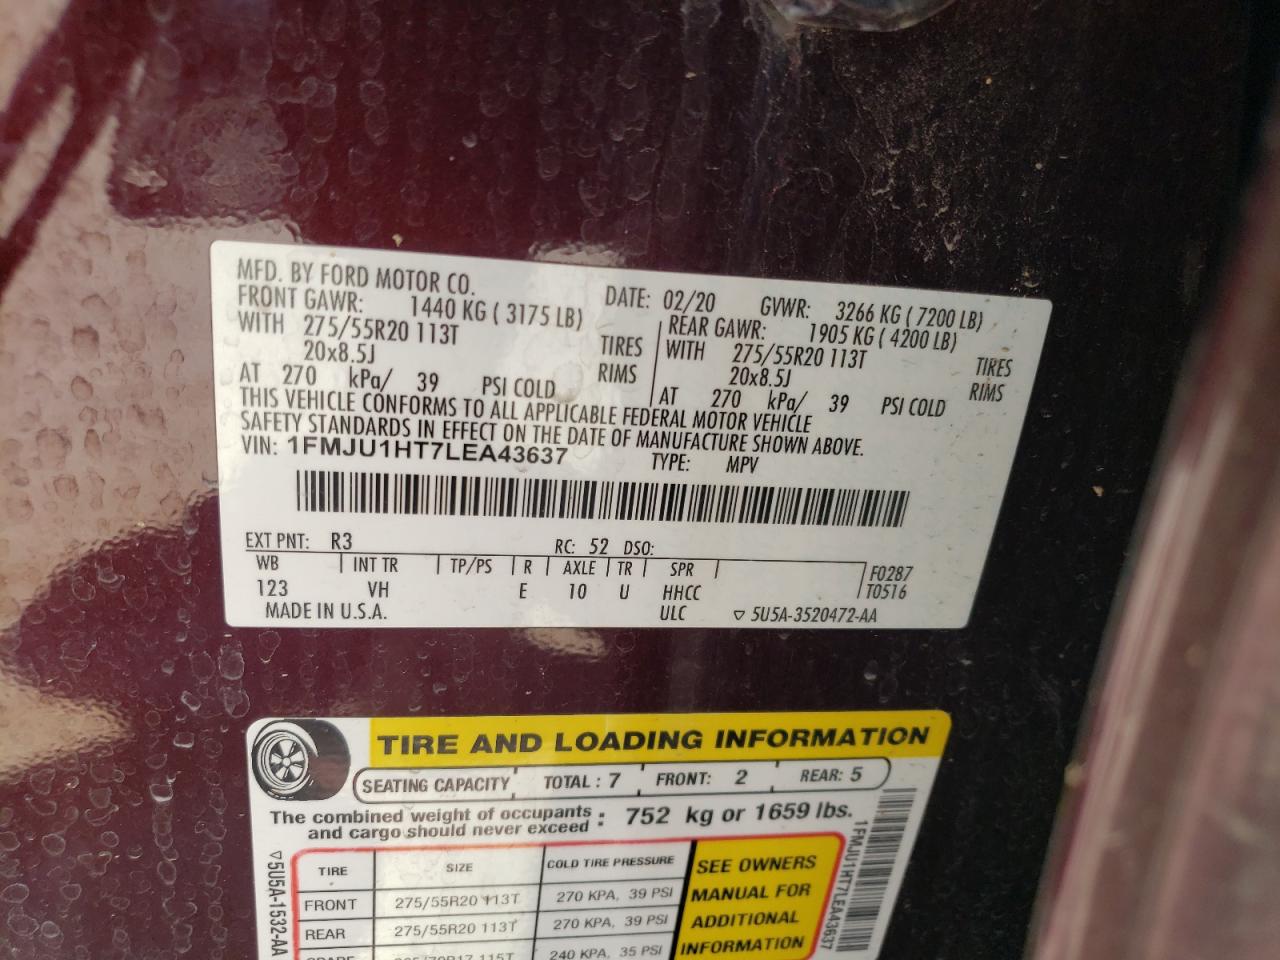 MFD. BY FORD MOTOR CO.
DATE: 02/20 GVWR: 3266 KG ( 7200 LB)
FRONT GAWR: 1440 KG ( 3175 LB) REAR GAWR: 1905 KG ( 4200 LB)
WITH 275/55R20 113T TIRES WITH 275/55R20 113T TIRES
20x8.5J RIMS 20x8.5J RIMS
AT 270 kPa/ 39 PSI COLD AT 270 kPa/ 39 PSI COLD
THIS VEHICLE CONFORMS TO ALL APPLICABLE FEDERAL MOTOR VEHICLE
SAFETY STANDARDS IN EFFECT ON THE DATE OF MANUFACTURE SHOWN ABOVE.
VIN: 1FMJU1HT7LEA43637 TYPE: MPV
EXT PNT: R3 RC: 52 DSO:
WB INT TR TP/PS R AXLE TR SPR F0287
123 VH E 10 U HHCC T0516
MADE IN U.S.A. ULC ▽ 5U5A-3520472-AA
TIRE AND LOADING INFORMATION
SEATING CAPACITY TOTAL : 7 FRONT: 2 REAR: 5
The combined weight of occupants and cargo should never exceed : 752 kg or 1659 lbs.
TIRE SIZE COLD TIRE PRESSURE
FRONT 275/55R20 113T 270 KPA, 39 PSI
REAR 275/55R20 113T 270 KPA, 39 PSI
240 KPA, 35 PSI
SEE OWNERS
MANUAL FOR
ADDITIONAL
INFORMATION
▽5U5A-1532-AA
1FMJU1HT7LEA43637